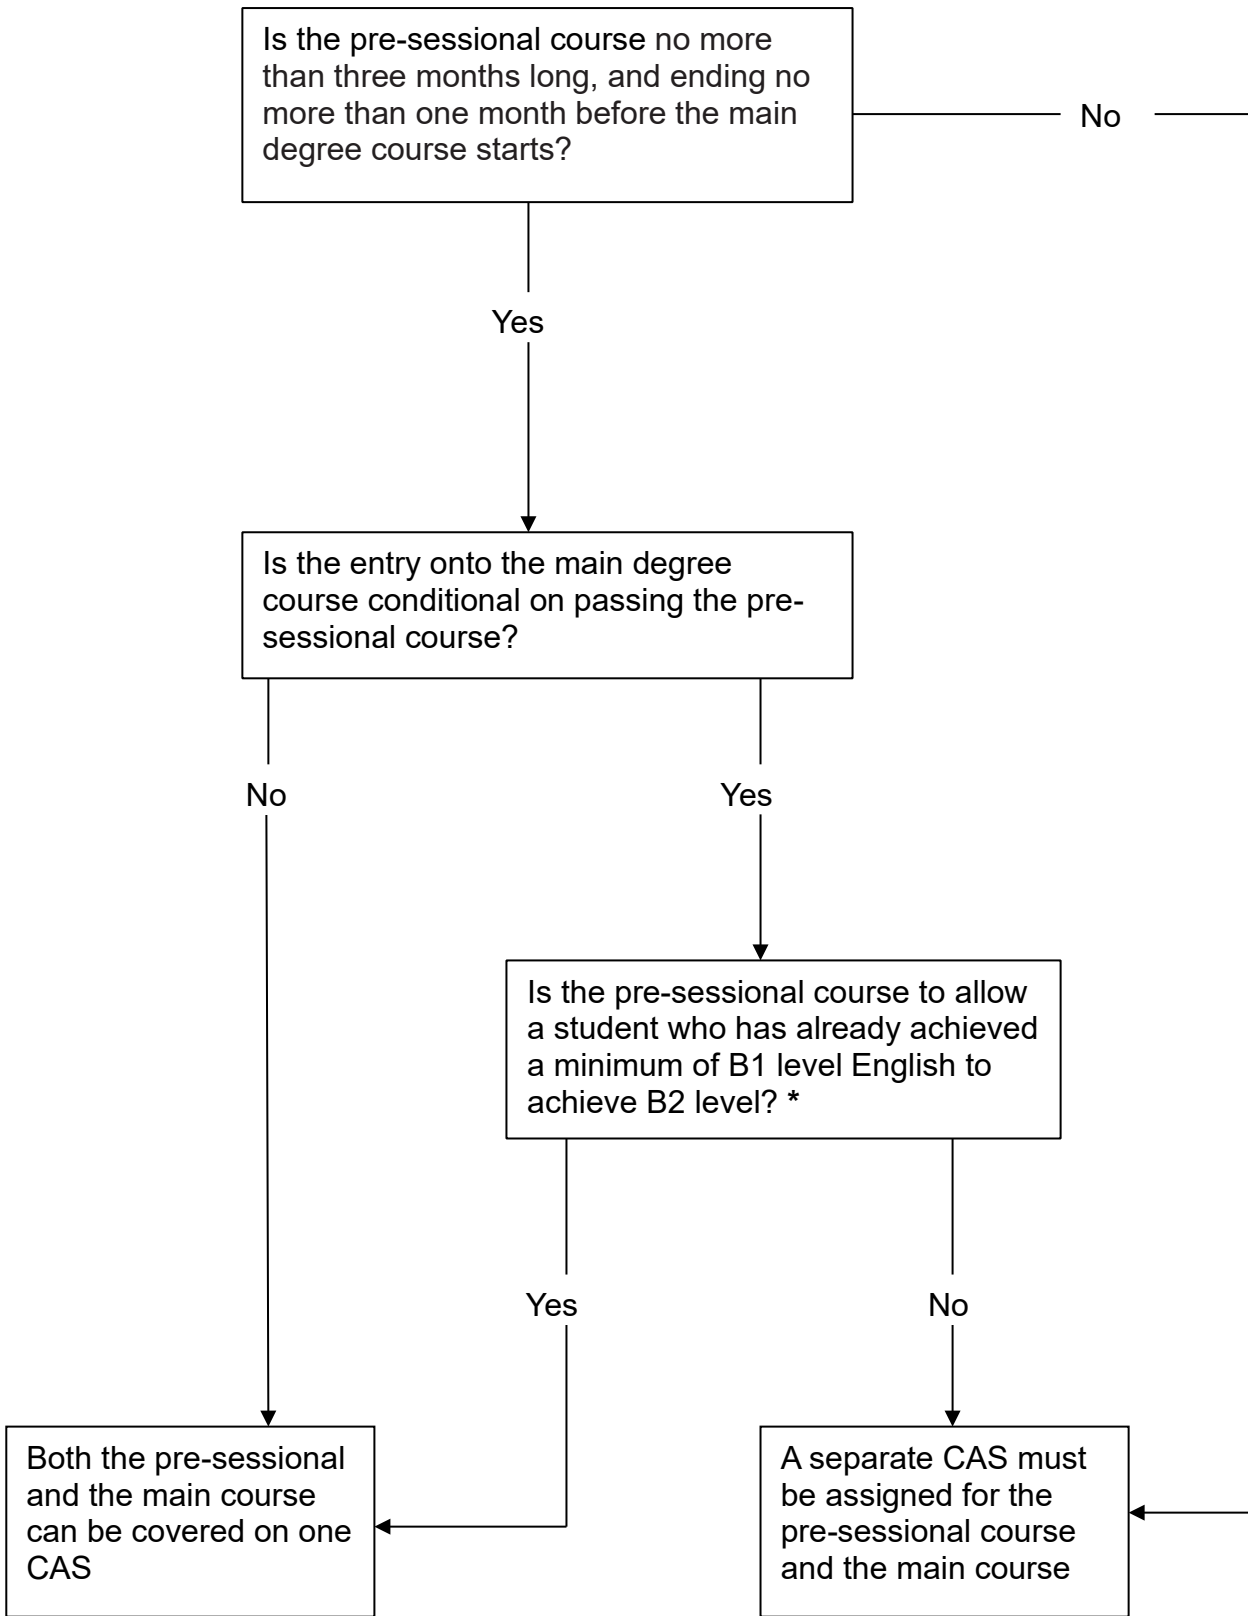 Is the pre-sessional course no more
than three months long, and ending no
more than one month before the main
degree course starts?
No
Yes
Is the entry onto the main degree
course conditional on passing the pre-
sessional course?
No
Yes
Is the pre-sessional course to allow
a student who has already achieved
a minimum of B1 level English to
achieve B2 level? *
Yes
No
Both the pre-sessional
and the main course
can be covered on one
CAS
A separate CAS must
be assigned for the
pre-sessional course
and the main course